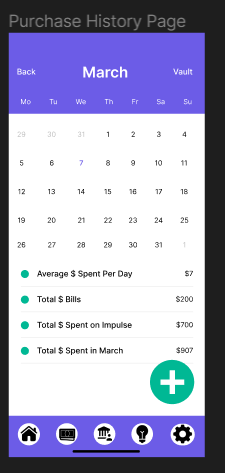 Purchase History Page
Back March Vault
Mo Tu We Th Fr Sa Su
29 30 31 1 2 3 4
5 6 7 8 9 10 11
12 13 14 15 16 17 18
19 20 21 22 23 24 25
26 27 28 29 30 31 1
Average $ Spent Per Day $7
Total $ Bills $200
Total $ Spent on Impulse $700
Total $ Spent in March $907